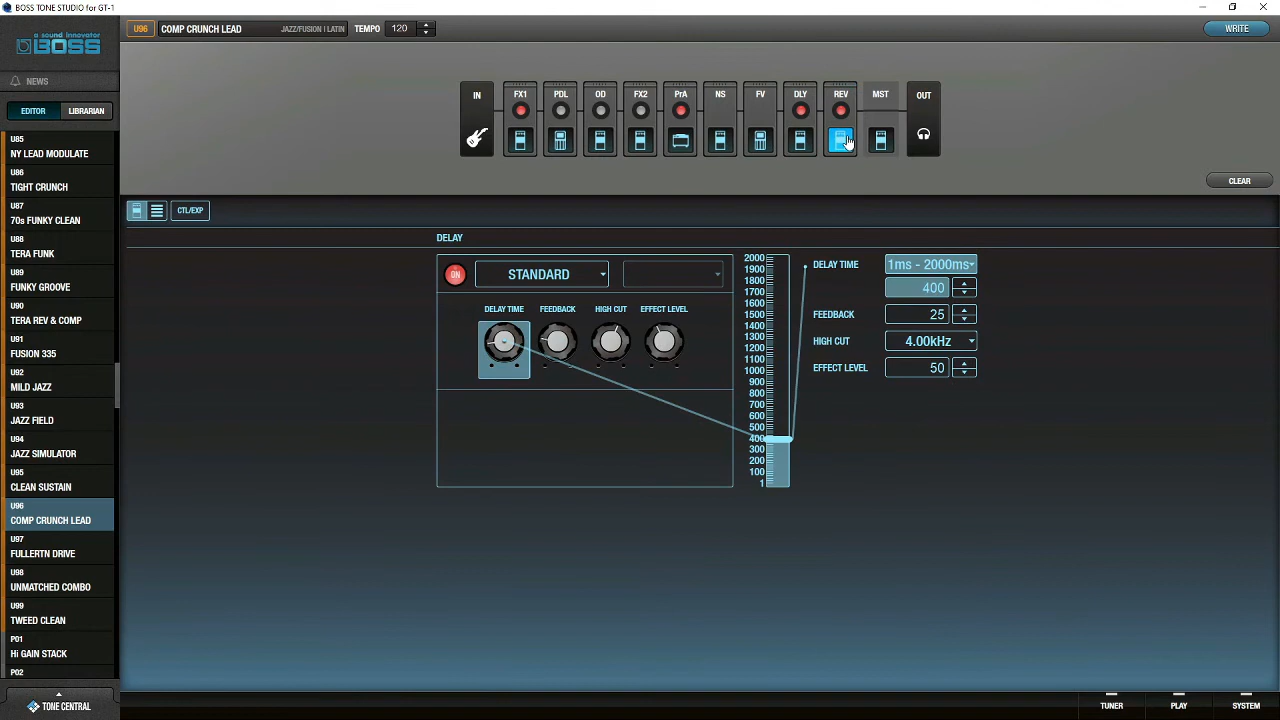 BOSS TONE STUDIO for GT-1
a sound innovator
BOSS
U96 COMP CRUNCH LEAD JAZZ/FUSION | LATIN TEMPO 120 WRITE
NEWS
EDITOR LIBRARIAN
IN FX1 PDL OD FX2 PrA NS FV DLY REV MST OUT
CLEAR
CTL/EXP
U85
NY LEAD MODULATE
U86
TIGHT CRUNCH
U87
70s FUNKY CLEAN
U88
TERA FUNK
U89
FUNKY GROOVE
U90
TERA REV & COMP
U91
FUSION 335
U92
MILD JAZZ
U93
JAZZ FIELD
U94
JAZZ SIMULATOR
U95
CLEAN SUSTAIN
U96
COMP CRUNCH LEAD
U97
FULLERTN DRIVE
U98
UNMATCHED COMBO
U99
TWEED CLEAN
P01
Hi GAIN STACK
P02
TONE CENTRAL
DELAY
ON STANDARD
DELAY TIME FEEDBACK HIGH CUT EFFECT LEVEL
2000
1900
1800
1700
1600
1500
1400
1300
1200
1100
1000
900
800
700
600
500
400
300
200
100
1
DELAY TIME 1ms - 2000ms
400
FEEDBACK 25
HIGH CUT 4.00kHz
EFFECT LEVEL 50
TUNER PLAY SYSTEM